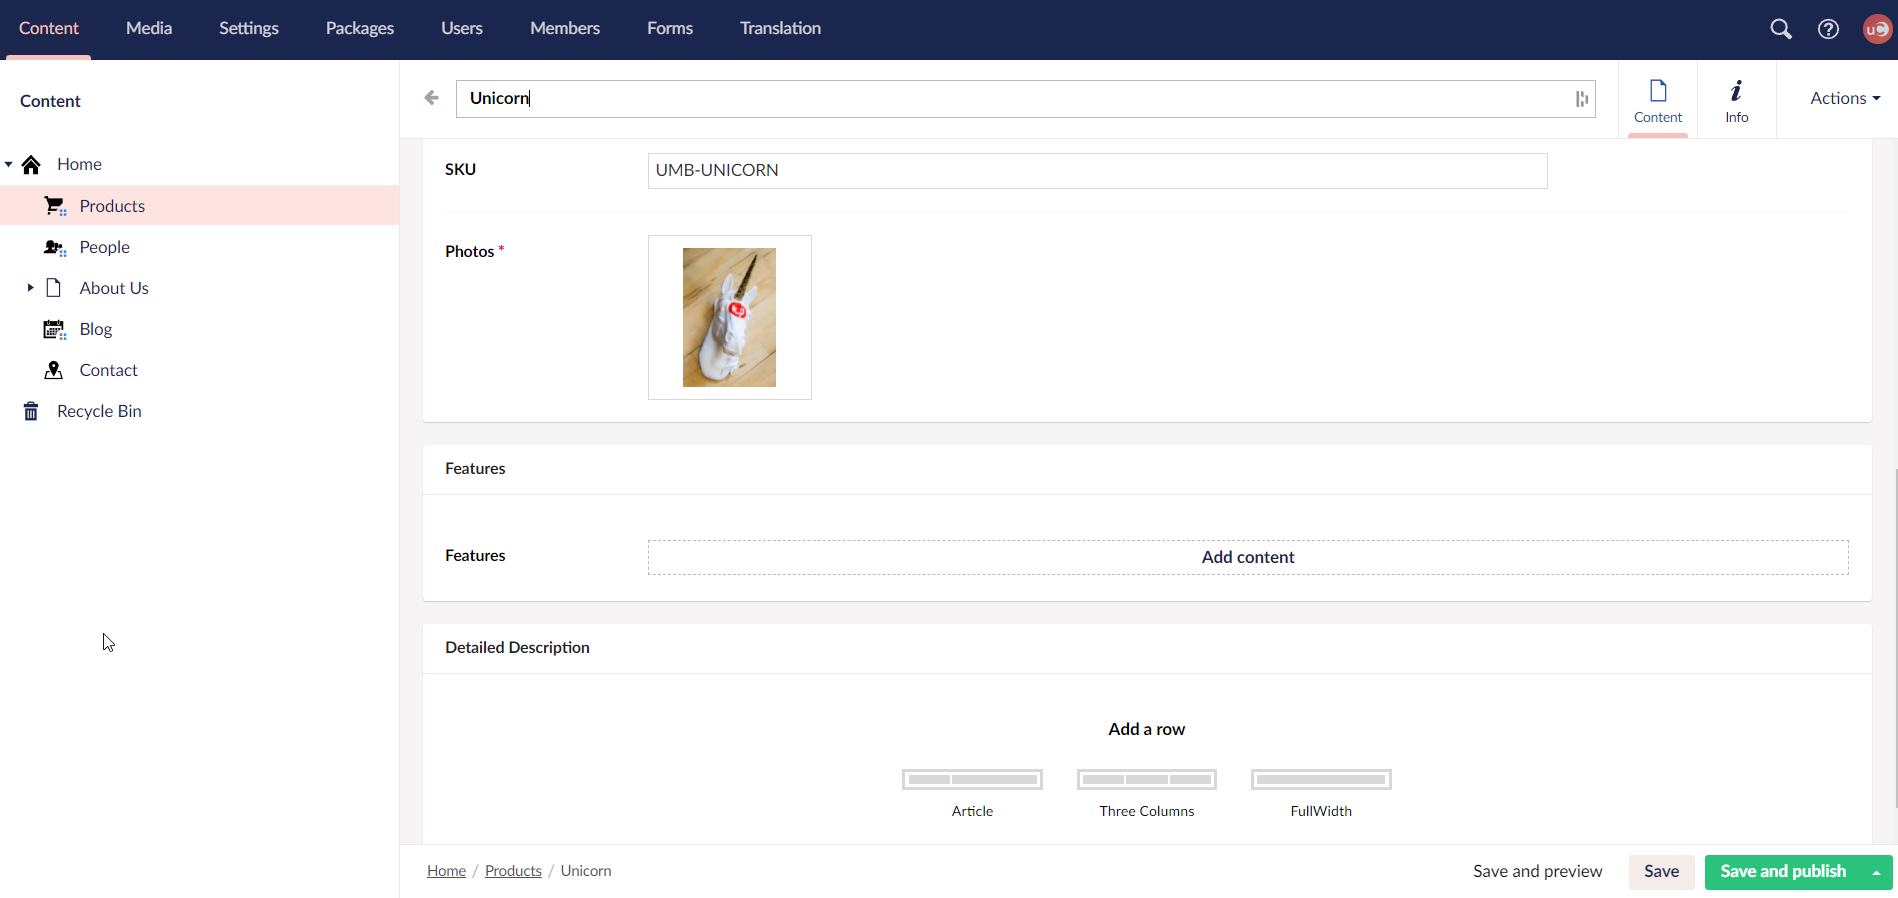 Content Media Settings Packages Users Members Forms Translation
Content
Home
Products
People
About Us
Blog
Contact
Recycle Bin
Unicorn
Content
Info
Actions
SKU UMB-UNICORN
Photos *
Features
Features Add content
Detailed Description
Add a row
Article Three Columns FullWidth
Home / Products / Unicorn
Save and preview Save Save and publish